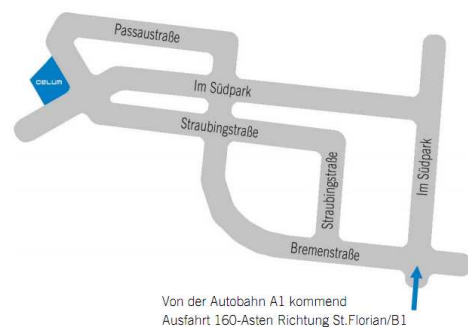 Passaustraße
CELUM
Im Südpark
Straubingstraße
Straubingstraße
Im Südpark
Bremenstraße
Von der Autobahn A1 kommend
Ausfahrt 160-Asten Richtung St.Florian/B1